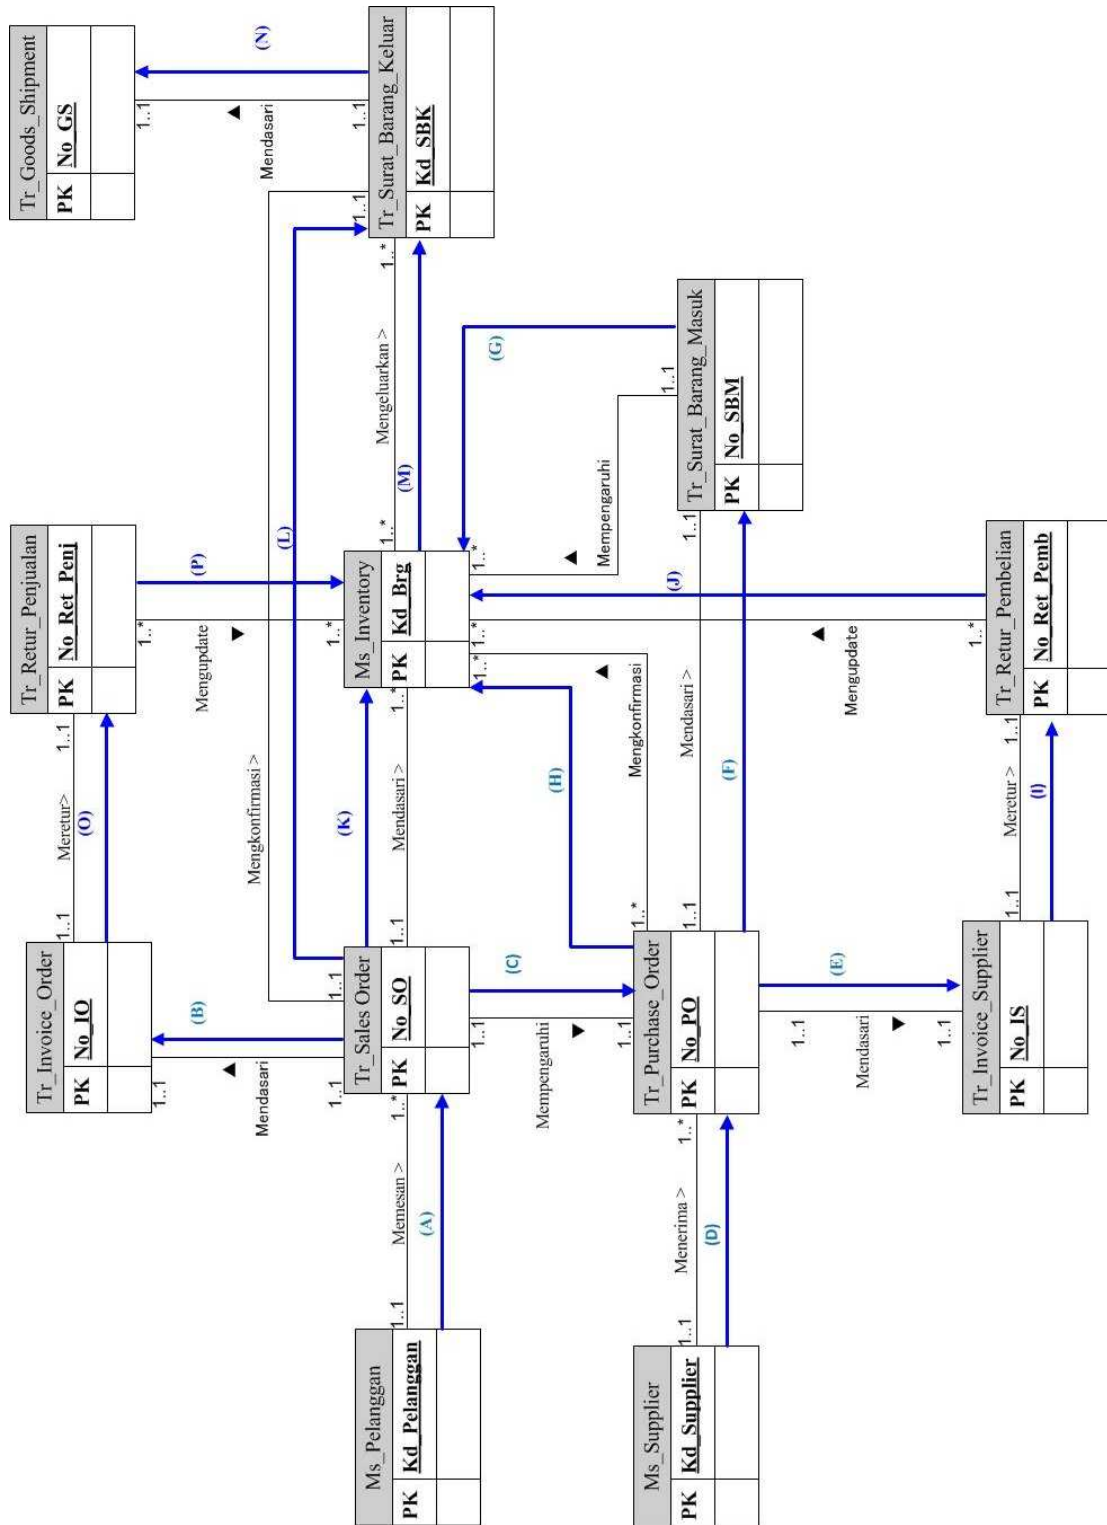 Tr_Goods_Shipment
PK No_GS
(N)
1..1
Mendasari
1..1
Tr_Surat_Barang_Keluar
PK Kd_SBK
1..1
1..*
Mengeluarkan >
(M)
1..*
(L)
Mengkonfirmasi >
1..1
Tr_Retur_Penjualan
PK No_Ret_Penj
(P)
1..*
Mengupdate
1..*
1..1
Meretur>
(O)
1..1
Tr_Invoice_Order
PK No_IO
(B)
1..1
Mendasari
1..1
Ms_Inventory
PK Kd_Brg
1..*
1..*
1..*
1..*
Mendasari >
(K)
1..1
Tr_Sales Order
PK No_SO
1..*
Memesan >
(A)
1..1
Ms_Pelanggan
PK Kd_Pelanggan
1..1
(C)
Mempengaruhi
1..1
(G)
Mempengaruhi
1..1
Tr_Surat_Barang_Masuk
PK No_SBM
1..1
Mendasari >
(F)
1..1
(H)
Mengkonfirmasi
1..*
Tr_Purchase_Order
PK No_PO
1..*
Menerima >
(D)
1..1
Ms_Supplier
PK Kd_Supplier
(J)
Mengupdate
1..*
Tr_Retur_Pembelian
PK No_Ret_Pemb
1..1
Meretur >
(I)
1..1
(E)
1..1
Mendasari
1..1
Tr_Invoice_Supplier
PK No_IS